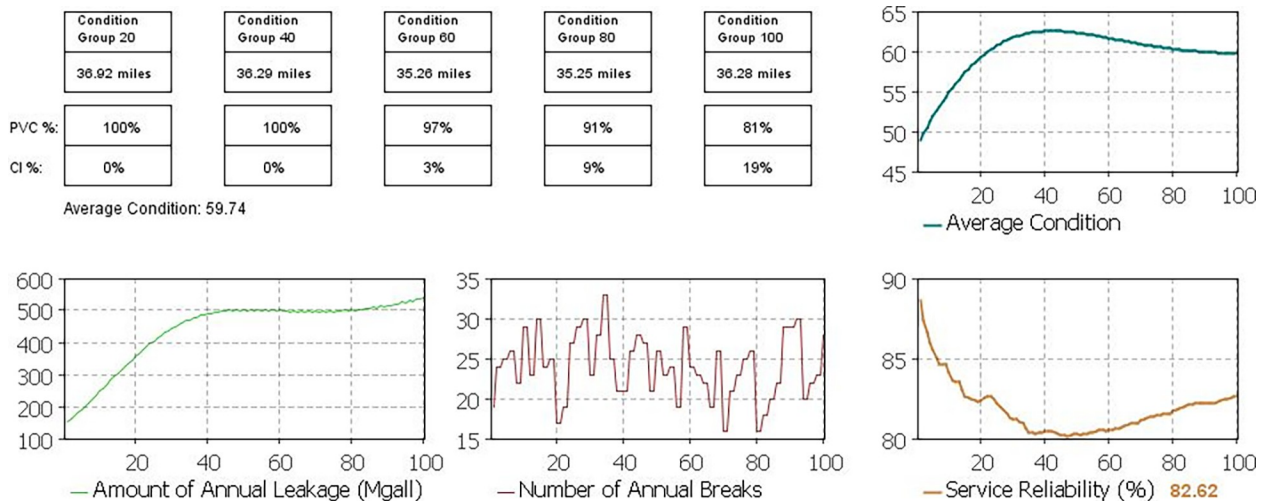 Condition Group 20
Condition Group 40
Condition Group 60
Condition Group 80
Condition Group 100
36.92 miles
36.29 miles
35.26 miles
35.25 miles
36.28 miles
PVC %: 100% 100% 97% 91% 81%
CI %: 0% 0% 3% 9% 19%
Average Condition: 59.74
65
60
55
50
45
20 40 60 80 100
Average Condition
600
500
400
300
200
100
20 40 60 80 100
Amount of Annual Leakage (Mgall)
35
30
25
20
15
20 40 60 80 100
Number of Annual Breaks
90
85
80
20 40 60 80 100
Service Reliability (%) 82.62